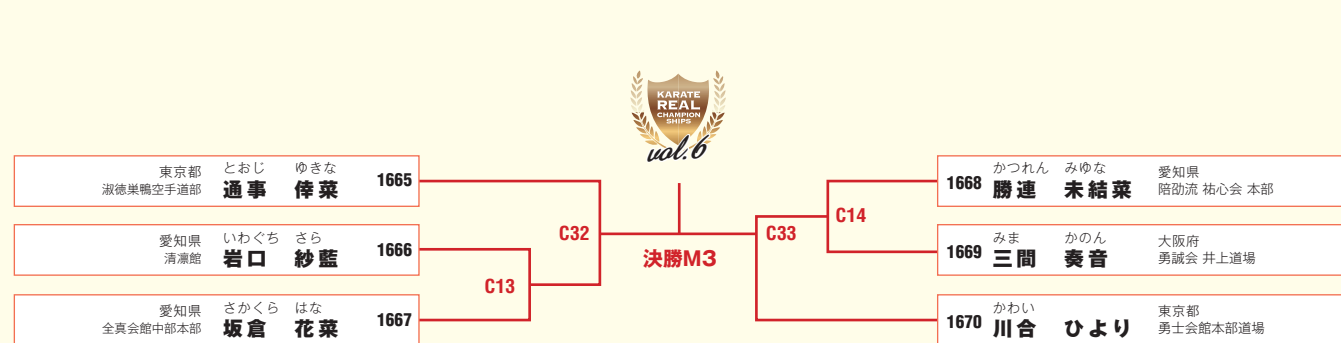 KARATE
REAL
CHAMPION
SHIPS
vol.6
東京都
淑徳巣鴨空手道部
とおじ ゆきな
通事 倖菜
1665
愛知県
清凛館
いわぐち さら
岩口 紗藍
1666
愛知県
全真会館中部本部
さかくら はな
坂倉 花菜
1667
C32
C13
決勝M3
C33
C14
1668
かつれん みゆな
勝連 未結菜
愛知県
陪劭流 祐心会 本部
1669
みま かのん
三間 奏音
大阪府
勇誠会 井上道場
1670
かわい
川合 ひより
東京都
勇士会館本部道場